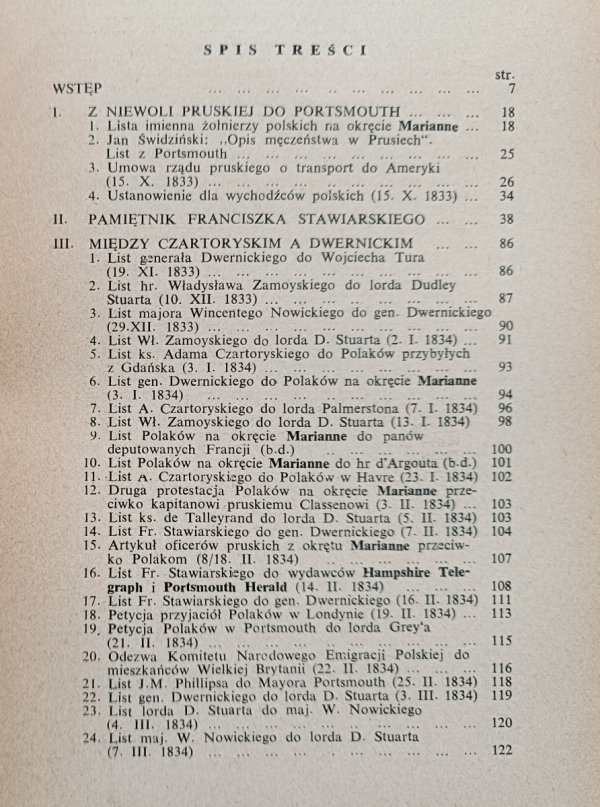 SPIS TREŚCI
str.
WSTĘP ... ... ... .. ... ... ... ... ... ... 7
I. Z NIEWOLI PRUSKIEJ DO PORTSMOUTH ... ... ... 18
1. Lista imienna żołnierzy polskich na okręcie Marianne ... 18
2. Jan Świdziński: „Opis męczeństwa w Prusiech".
List z Portsmouth ... ... ... ... ... ... ... ... 25
3. Umowa rządu pruskiego o transport do Ameryki
(15. X. 1833) ... ... ... ... ... ... ... ... ... 26
4. Ustanowienie dla wychodźców polskich (15. X. 1833) ... 34
II. PAMIĘTNIK FRANCISZKA STAWIARSKIEGO ... ... 38
III. MIĘDZY CZARTORYSKIM A DWERNICKIM ... ... 86
1. List generała Dwernickiego do Wojciecha Tura
(19. XI. 1833) ... ... ... ... ... ... ... ... ... 86
2. List hr. Władysława Zamoyskiego do lorda Dudley
Stuarta (10. XII. 1833) ... ... ... ... ... ... ... 87
3. List majora Wincentego Nowickiego do gen. Dwernickiego
(29.XII. 1833) ... ... ... ... ... ... ... ... ... 90
4. List Wł. Zamoyskiego do lorda D. Stuarta (2. I. 1834) ... 91
5. List ks. Adama Czartoryskiego do Polaków przybyłych
z Gdańska (3. I. 1834) ... ... ... ... ... ... ... 93
6. List gen. Dwernickiego do Polaków na okręcie Marianne
(3. I. 1834) ... ... ... ... ... ... ... ... ... 94
7. List A. Czartoryskiego do lorda Palmerstona (7. I. 1834) 96
8. List Wł. Zamoyskiego do lorda D. Stuarta (13. I. 1834) 98
9. List Polaków na okręcie Marianne do panów
deputowanych Francji (b.d.) ... ... ... ... ... ... 100
10. List Polaków na okręcie Marianne do hr d'Argouta (b.d.) 101
11. List A. Czartoryskiego do Polaków w Havre (23. I. 1834) 102
12. Druga protestacja Polaków na okręcie Marianne prze-
ciwko kapitanowi pruskiemu Classenowi (3. II. 1834) ... 103
13. List ks. de Talleyrand do lorda D. Stuarta (5. II. 1834) 103
14. List Fr. Stawiarskiego do gen. Dwernickiego (7. II. 1834) 104
15. Artykuł oficerów pruskich z okrętu Marianne przeciw-
ko Polakom (8/18. II. 1834) ... ... ... ... ... ... 107
16. List Fr. Stawiarskiego do wydawców Hampshire Tele-
graph i Portsmouth Herald (14. II. 1834) ... ... ... 108
17. List Fr. Stawiarskiego do gen. Dwernickiego (16. II. 1834) 111
18. Petycja przyjaciół Polaków w Londynie (19. II. 1834) ... 113
19. Petycja Polaków w Portsmouth do lorda Grey'a
(21. II. 1834) ... ... ... ... ... ... ... ... ... 115
20. Odezwa Komitetu Narodowego Emigracji Polskiej do
mieszkańców Wielkiej Brytanii (22. II. 1834) ... ... ... 116
21. List J.M. Phillipsa do Mayora Portsmouth (25. II. 1834) 118
22. List gen. Dwernickiego do lorda D. Stuarta (3. III. 1834) 119
23. List lorda D. Stuarta do maj. W. Nowickiego
(4. III. 1834) ... ... ... ... ... ... ... ... ... 120
24. List maj. W. Nowickiego do lorda D. Stuarta
(7. III. 1834) ... ... ... ... ... ... ... ... ... 122